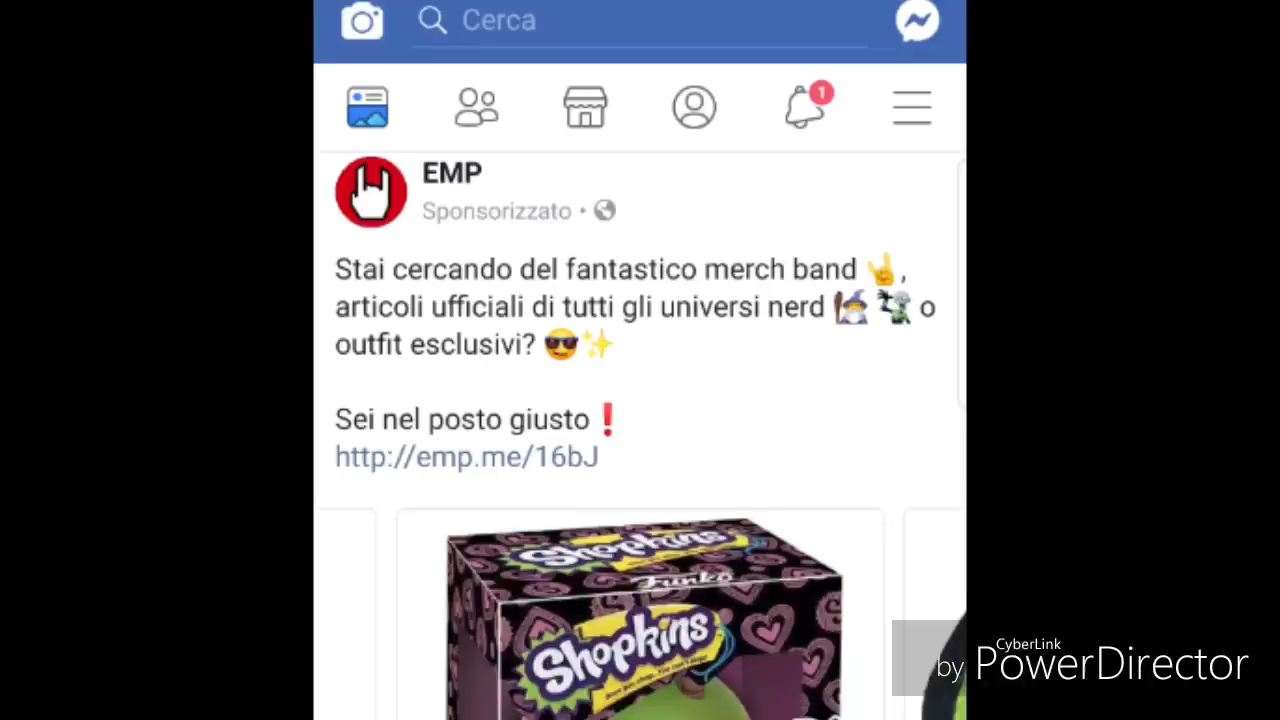 Cerca
1
EMP
Sponsorizzato •
Stai cercando del fantastico merch band 🤘,
articoli ufficiali di tutti gli universi nerd 🧙 🧟 o
outfit esclusivi? 😎✨
Sei nel posto giusto❗
http://emp.me/16bJ
Shopkins
Funko
Shopkins
CyberLink
by PowerDirector